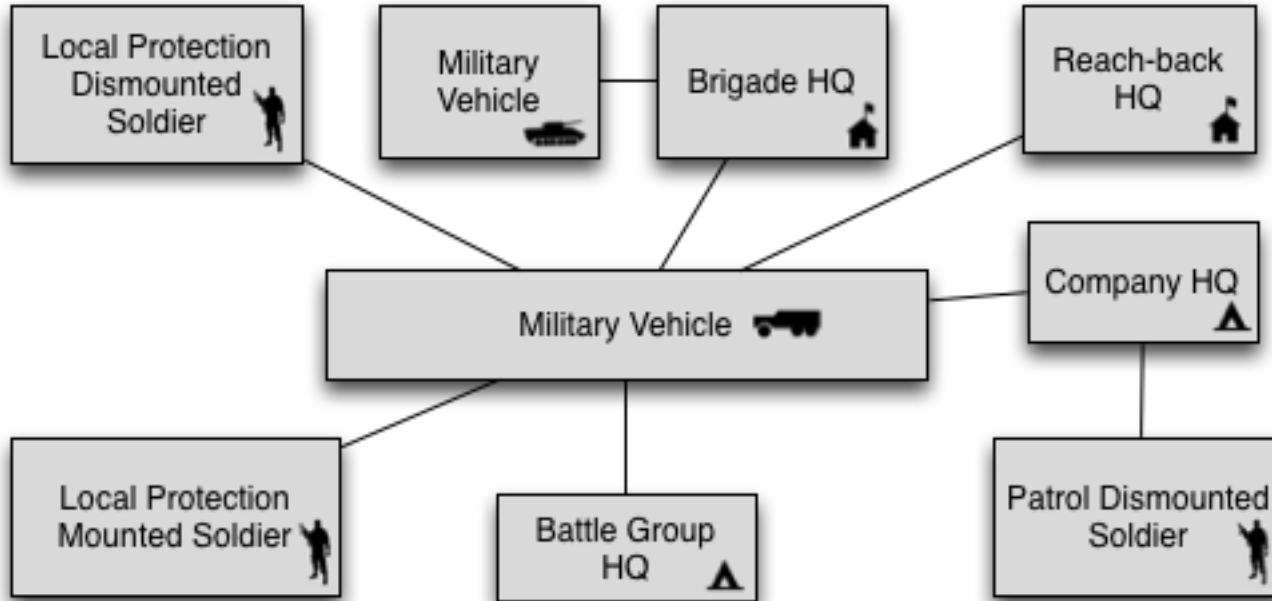 Local Protection
Dismounted
Soldier
Military
Vehicle
Brigade HQ
Reach-back
HQ
Company HQ
Military Vehicle
Local Protection
Mounted Soldier
Battle Group
HQ
Patrol Dismounted
Soldier